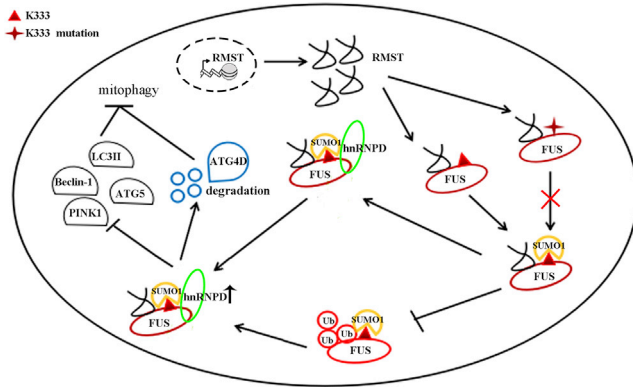 K333
K333 mutation
RMST
RMST
mitophagy
LC3II
Beclin-1
ATG5
PINK1
ATG4D
degradation
SUMO1
hnRNPD
FUS
FUS
FUS
SUMO1
FUS
SUMO1
hnRNPD
FUS
Ub
Ub
Ub
SUMO1
FUS